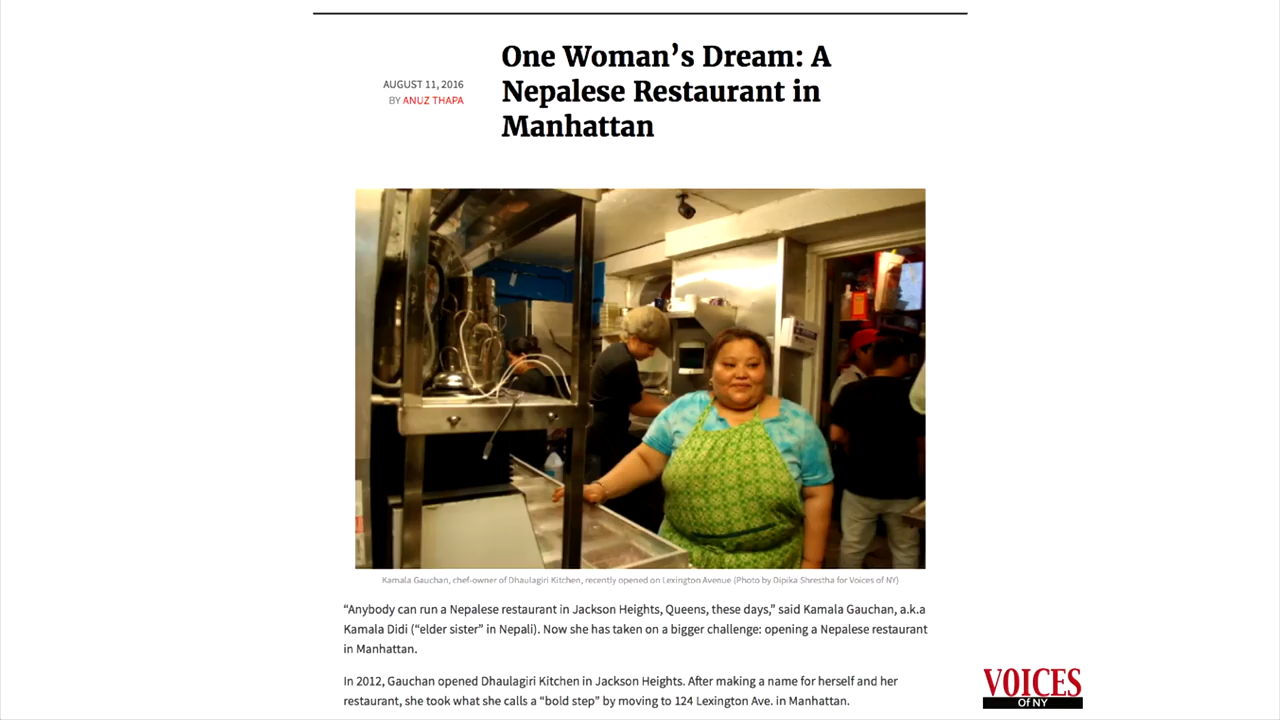 One Woman’s Dream: A
Nepalese Restaurant in
Manhattan
AUGUST 11, 2016
BY ANUZ THAPA
Kamala Gauchan, chef-owner of Dhaulagiri Kitchen, recently opened on Lexington Avenue (Photo by Dipika Shrestha for Voices of NY)
“Anybody can run a Nepalese restaurant in Jackson Heights, Queens, these days,” said Kamala Gauchan, a.k.a
Kamala Didi (“elder sister” in Nepali). Now she has taken on a bigger challenge: opening a Nepalese restaurant
in Manhattan.
In 2012, Gauchan opened Dhaulagiri Kitchen in Jackson Heights. After making a name for herself and her
restaurant, she took what she calls a “bold step” by moving to 124 Lexington Ave. in Manhattan.
VOICES
Of NY